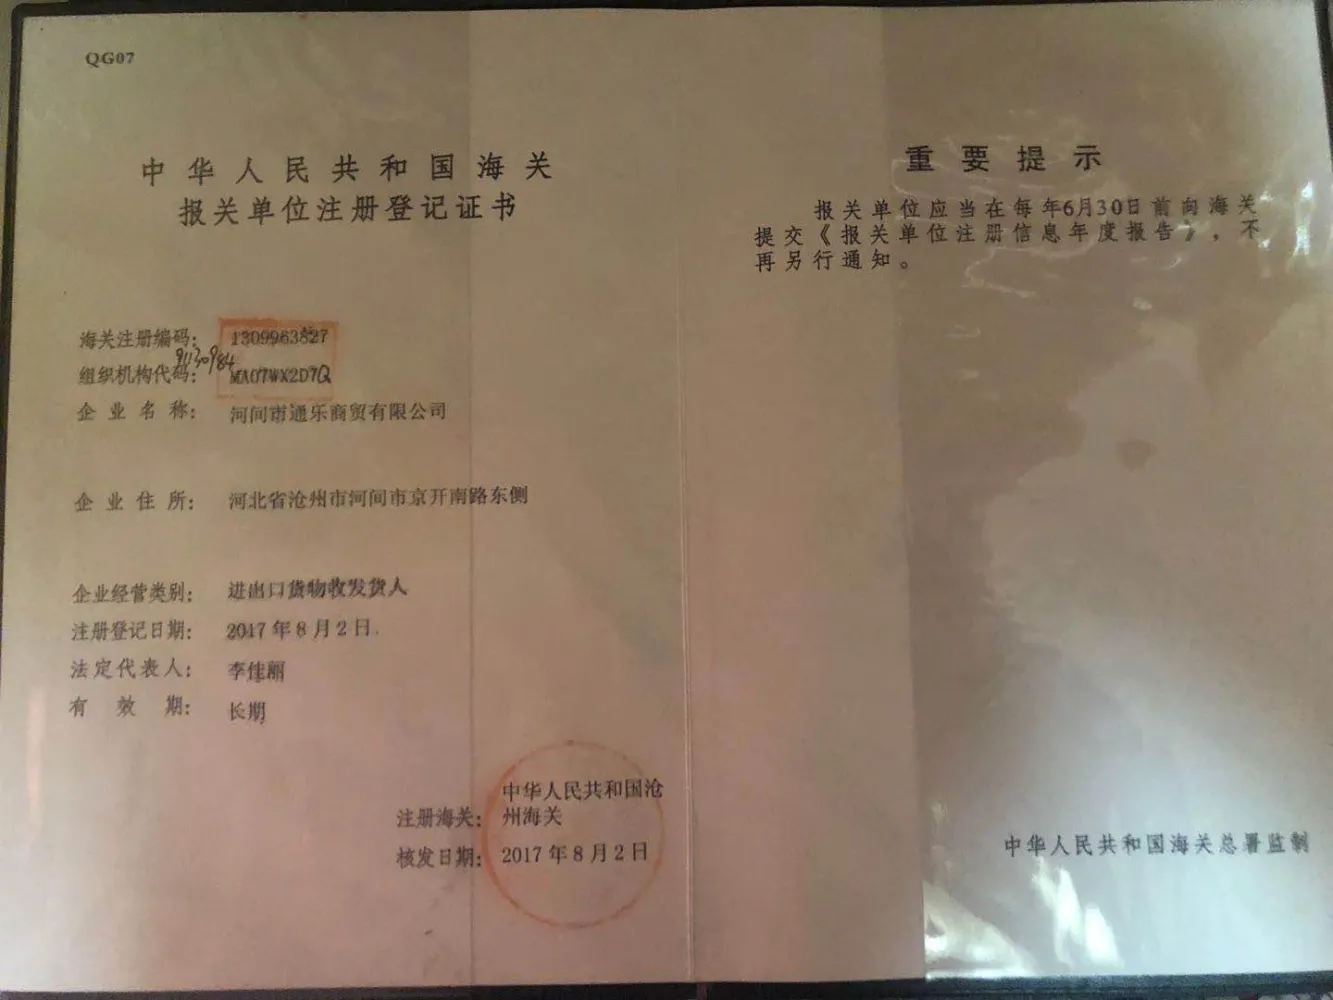 QG07
中华人民共和国海关
报关单位注册登记证书
海关注册编码：1309963827
91130984
组织机构代码：MA07WX2D7Q
企业名称：河间市通乐商贸有限公司
企业住所：河北省沧州市河间市京开南路东侧
企业经营类别：进出口货物收发货人
注册登记日期：2017年8月2日
法定代表人：李佳丽
有效期：长期
注册海关：中华人民共和国沧
州海关
核发日期：2017年8月2日
重要提示
报关单位应当在每年6月30日前向海关
提交《报关单位注册信息年度报告》，不
再另行通知。
中华人民共和国海关总署监制